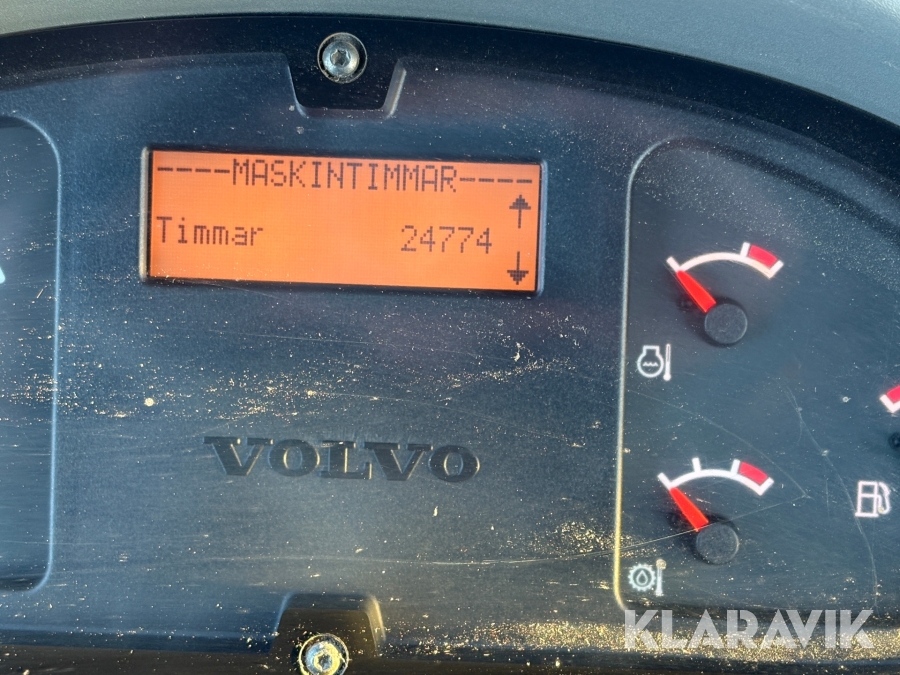 ----MASKINTIMMAR----
Timmar 24774
VOLVO
KLARAVIK